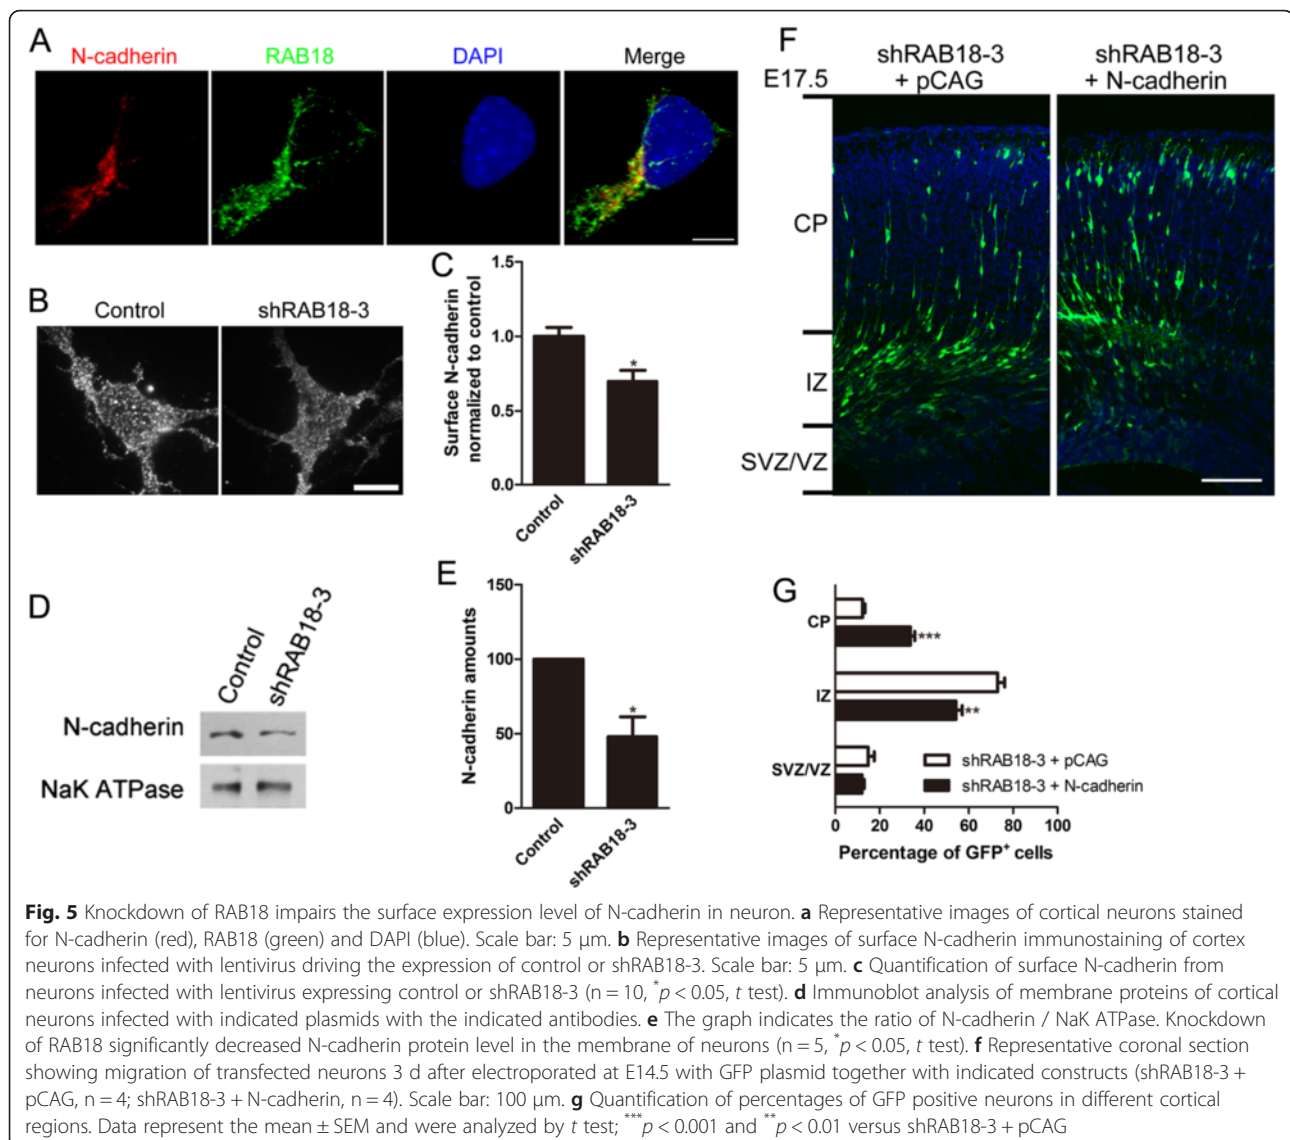 A
N-cadherin RAB18 DAPI Merge
B
Control shRAB18-3
C
Surface N-cadherin
normalized to control
1.5
1.0
0.5
0.0
*
Control
shRAB18-3
D
Control
shRAB18-3
N-cadherin
NaK ATPase
E
N-cadherin amounts
150
100
50
0
*
Control
shRAB18-3
F
shRAB18-3
+ pCAG
shRAB18-3
+ N-cadherin
E17.5
CP
IZ
SVZ/VZ
G
CP
***
IZ
**
SVZ/VZ
shRAB18-3 + pCAG
shRAB18-3 + N-cadherin
0 20 40 60 80 100
Percentage of GFP⁺ cells
Fig. 5 Knockdown of RAB18 impairs the surface expression level of N-cadherin in neuron. a Representative images of cortical neurons stained
for N-cadherin (red), RAB18 (green) and DAPI (blue). Scale bar: 5 μm. b Representative images of surface N-cadherin immunostaining of cortex
neurons infected with lentivirus driving the expression of control or shRAB18-3. Scale bar: 5 μm. c Quantification of surface N-cadherin from
neurons infected with lentivirus expressing control or shRAB18-3 (n = 10, *p < 0.05, t test). d Immunoblot analysis of membrane proteins of cortical
neurons infected with indicated plasmids with the indicated antibodies. e The graph indicates the ratio of N-cadherin / NaK ATPase. Knockdown
of RAB18 significantly decreased N-cadherin protein level in the membrane of neurons (n = 5, *p < 0.05, t test). f Representative coronal section
showing migration of transfected neurons 3 d after electroporated at E14.5 with GFP plasmid together with indicated constructs (shRAB18-3 +
pCAG, n = 4; shRAB18-3 + N-cadherin, n = 4). Scale bar: 100 μm. g Quantification of percentages of GFP positive neurons in different cortical
regions. Data represent the mean ± SEM and were analyzed by t test; ***p < 0.001 and **p < 0.01 versus shRAB18-3 + pCAG